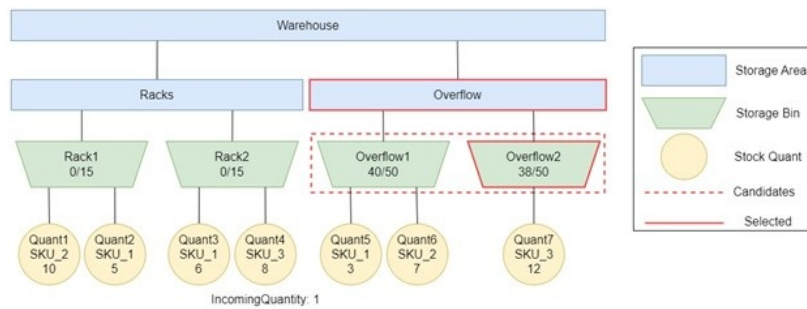 Warehouse
Racks
Overflow
Rack1
0/15
Rack2
0/15
Overflow1
40/50
Overflow2
38/50
Quant1
SKU_2
10
Quant2
SKU_1
5
Quant3
SKU_1
6
Quant4
SKU_3
8
Quant5
SKU_1
3
Quant6
SKU_2
7
Quant7
SKU_3
12
IncomingQuantity: 1
Storage Area
Storage Bin
Stock Quant
Candidates
Selected